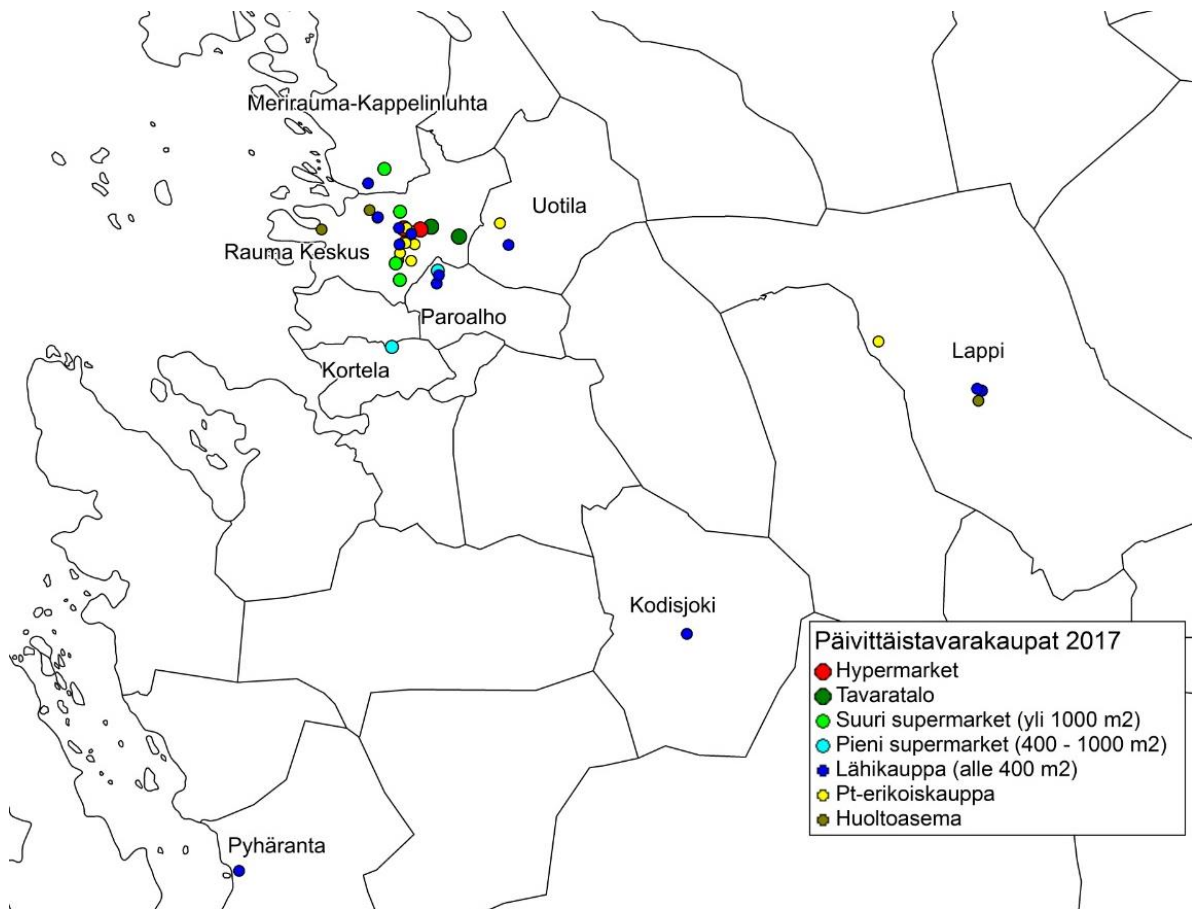 Merirauma-Kappelinluhta
Uotila
Rauma Keskus
Paroalho
Kortela
Lappi
Kodisjoki
Pyhäranta
Päivittäistavarakaupat 2017
Hypermarket
Tavaratalo
Suuri supermarket (yli 1000 m2)
Pieni supermarket (400 - 1000 m2)
Lähikauppa (alle 400 m2)
Pt-erikoiskauppa
Huoltoasema